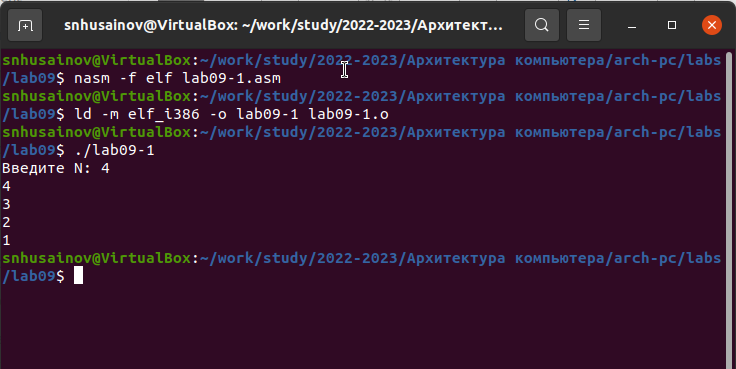 snhusainov@VirtualBox: ~/work/study/2022-2023/Архитект...
snhusainov@VirtualBox:~/work/study/2022-2023/Архитектура компьютера/arch-pc/labs
/lab09$ nasm -f elf lab09-1.asm
snhusainov@VirtualBox:~/work/study/2022-2023/Архитектура компьютера/arch-pc/labs
/lab09$ ld -m elf_i386 -o lab09-1 lab09-1.o
snhusainov@VirtualBox:~/work/study/2022-2023/Архитектура компьютера/arch-pc/labs
/lab09$ ./lab09-1
Введите N: 4
4
3
2
1
snhusainov@VirtualBox:~/work/study/2022-2023/Архитектура компьютера/arch-pc/labs
/lab09$